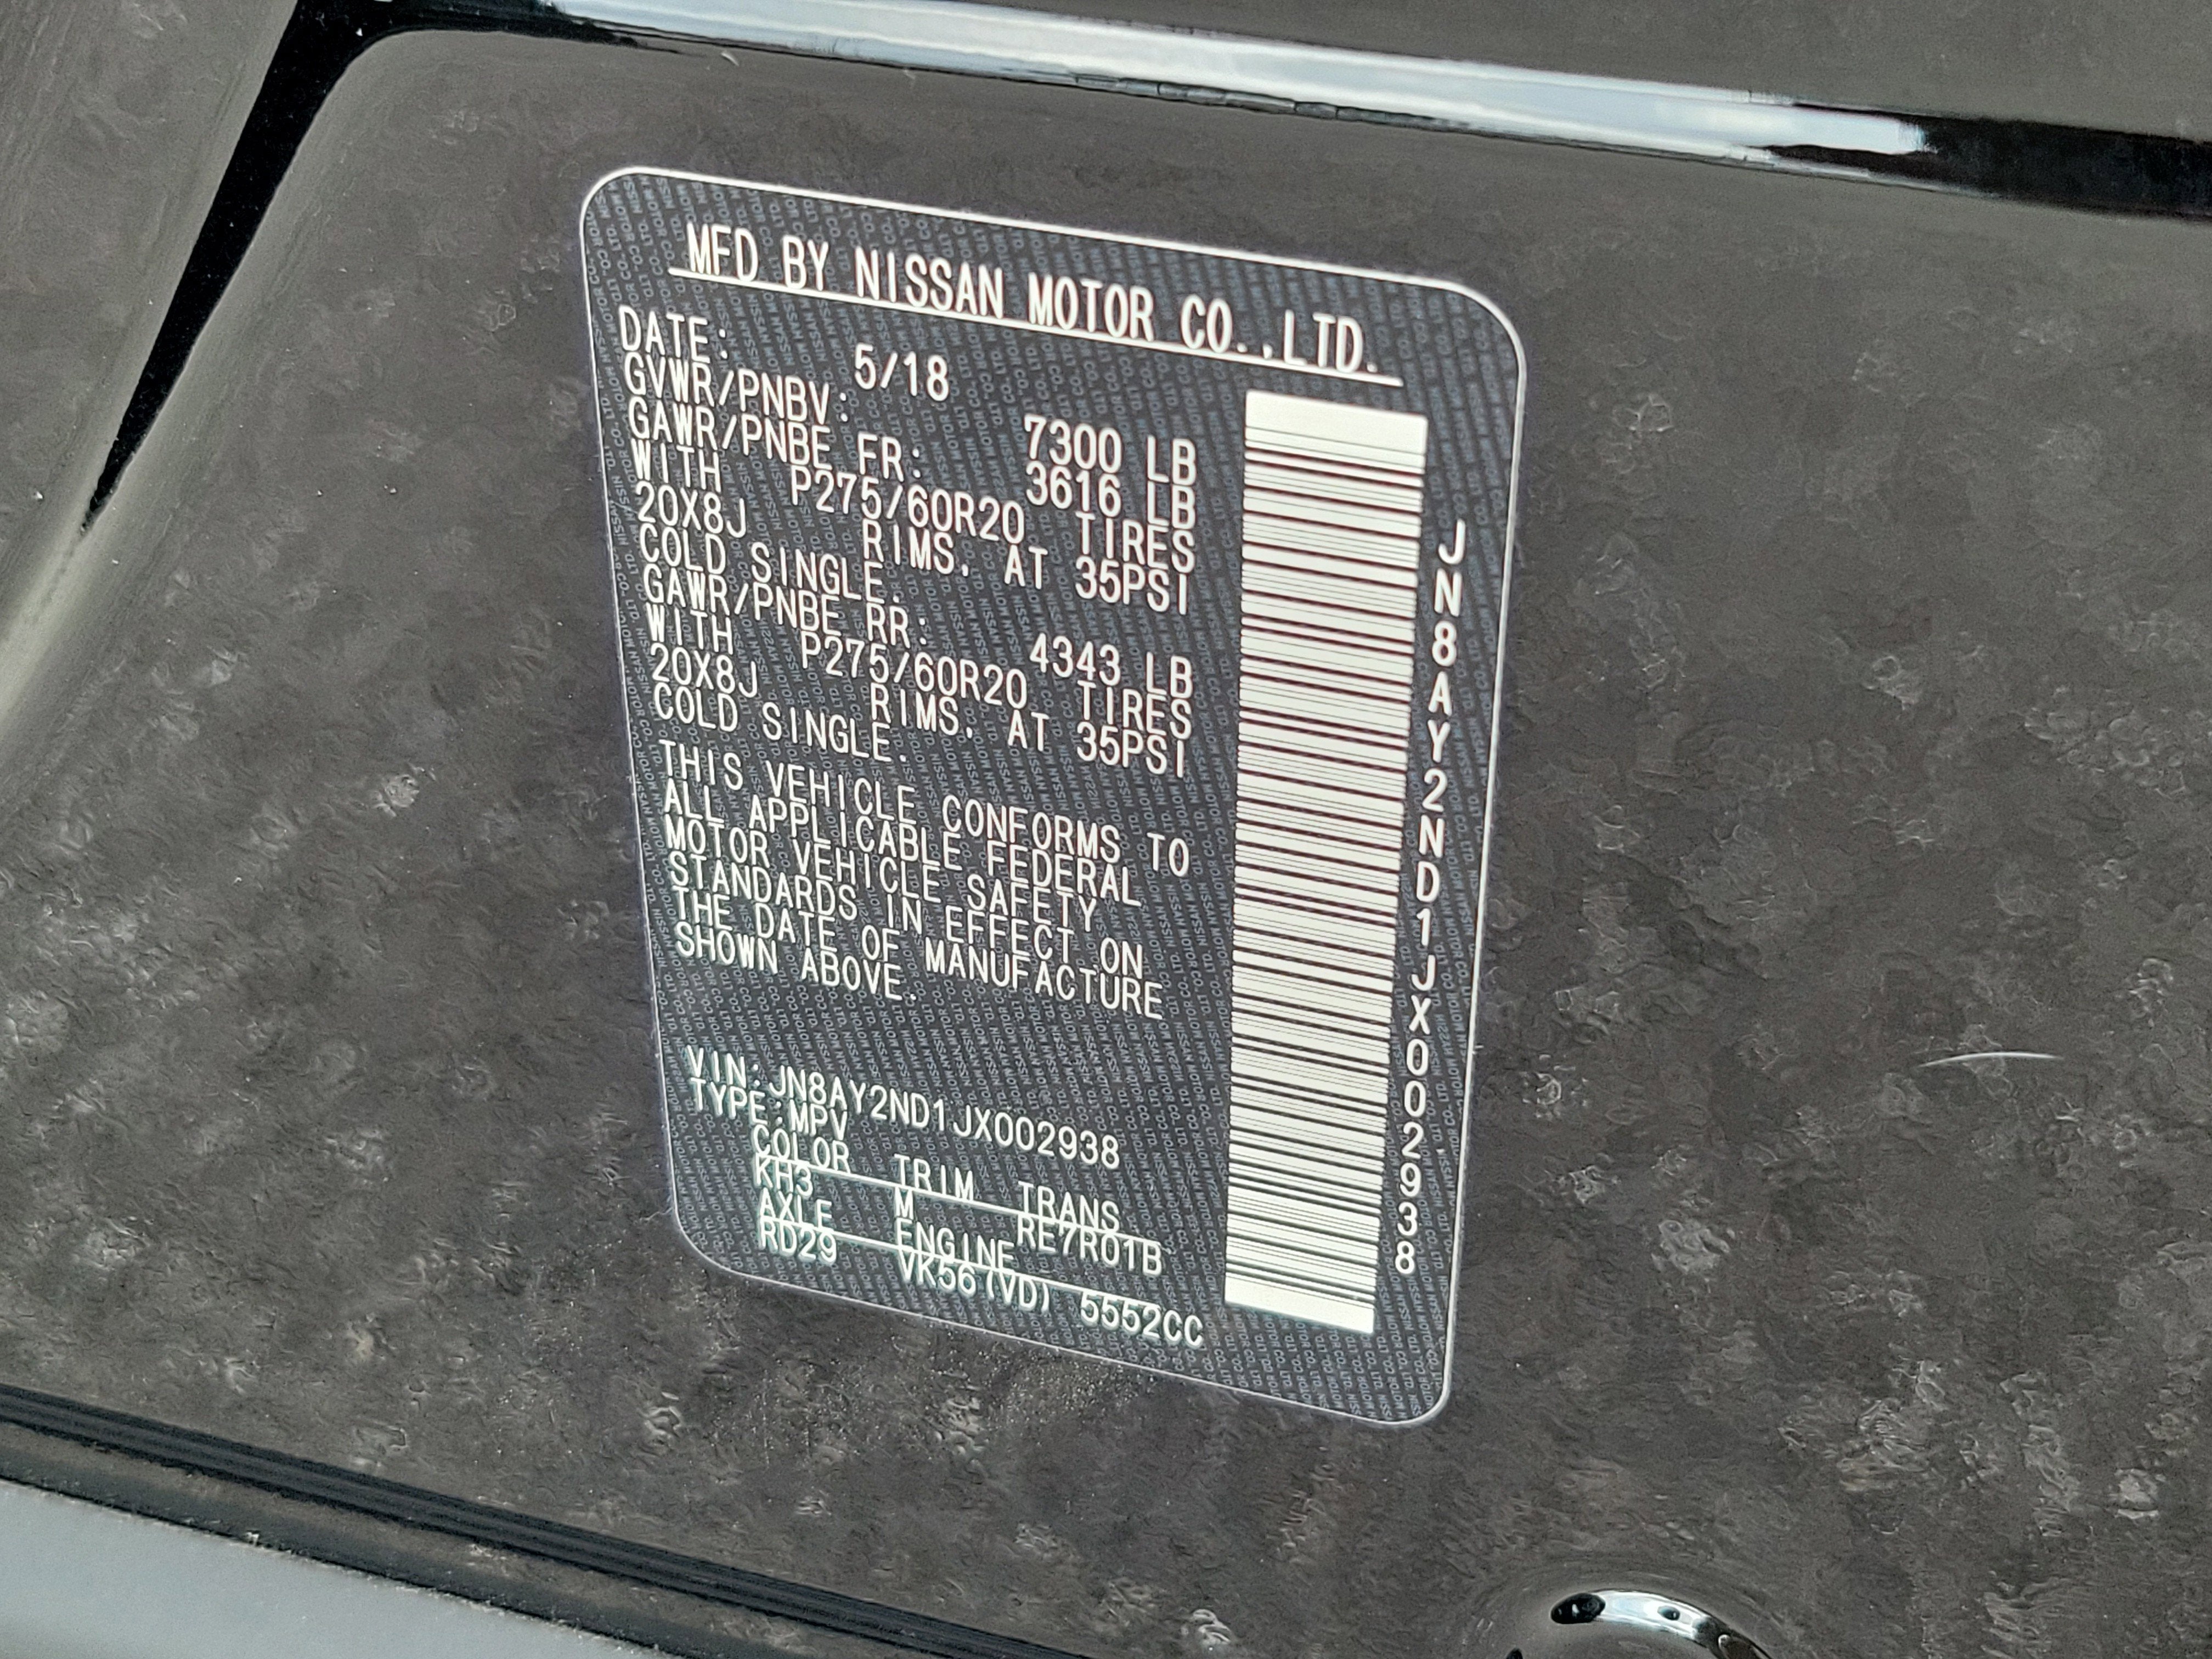 MFD BY NISSAN MOTOR CO.,LTD.
DATE: 5/18
GVWR/PNBV: 7300 LB
GAWR/PNBE FR: 3616 LB
WITH P275/60R20 TIRES
20X8J RIMS. AT 35PSI
COLD SINGLE.
GAWR/PNBE RR: 4343 LB
WITH P275/60R20 TIRES
20X8J RIMS. AT 35PSI
COLD SINGLE.
THIS VEHICLE CONFORMS TO
ALL APPLICABLE FEDERAL
MOTOR VEHICLE SAFETY
STANDARDS IN EFFECT ON
THE DATE OF MANUFACTURE
SHOWN ABOVE.
VIN:JN8AY2ND1JX002938
TYPE:MPV
COLOR TRIM TRANS
KH3 M RE7R01B
AXLE ENGINE
RD29 VK56(VD) 5552CC
JN8AY2ND1JX002938